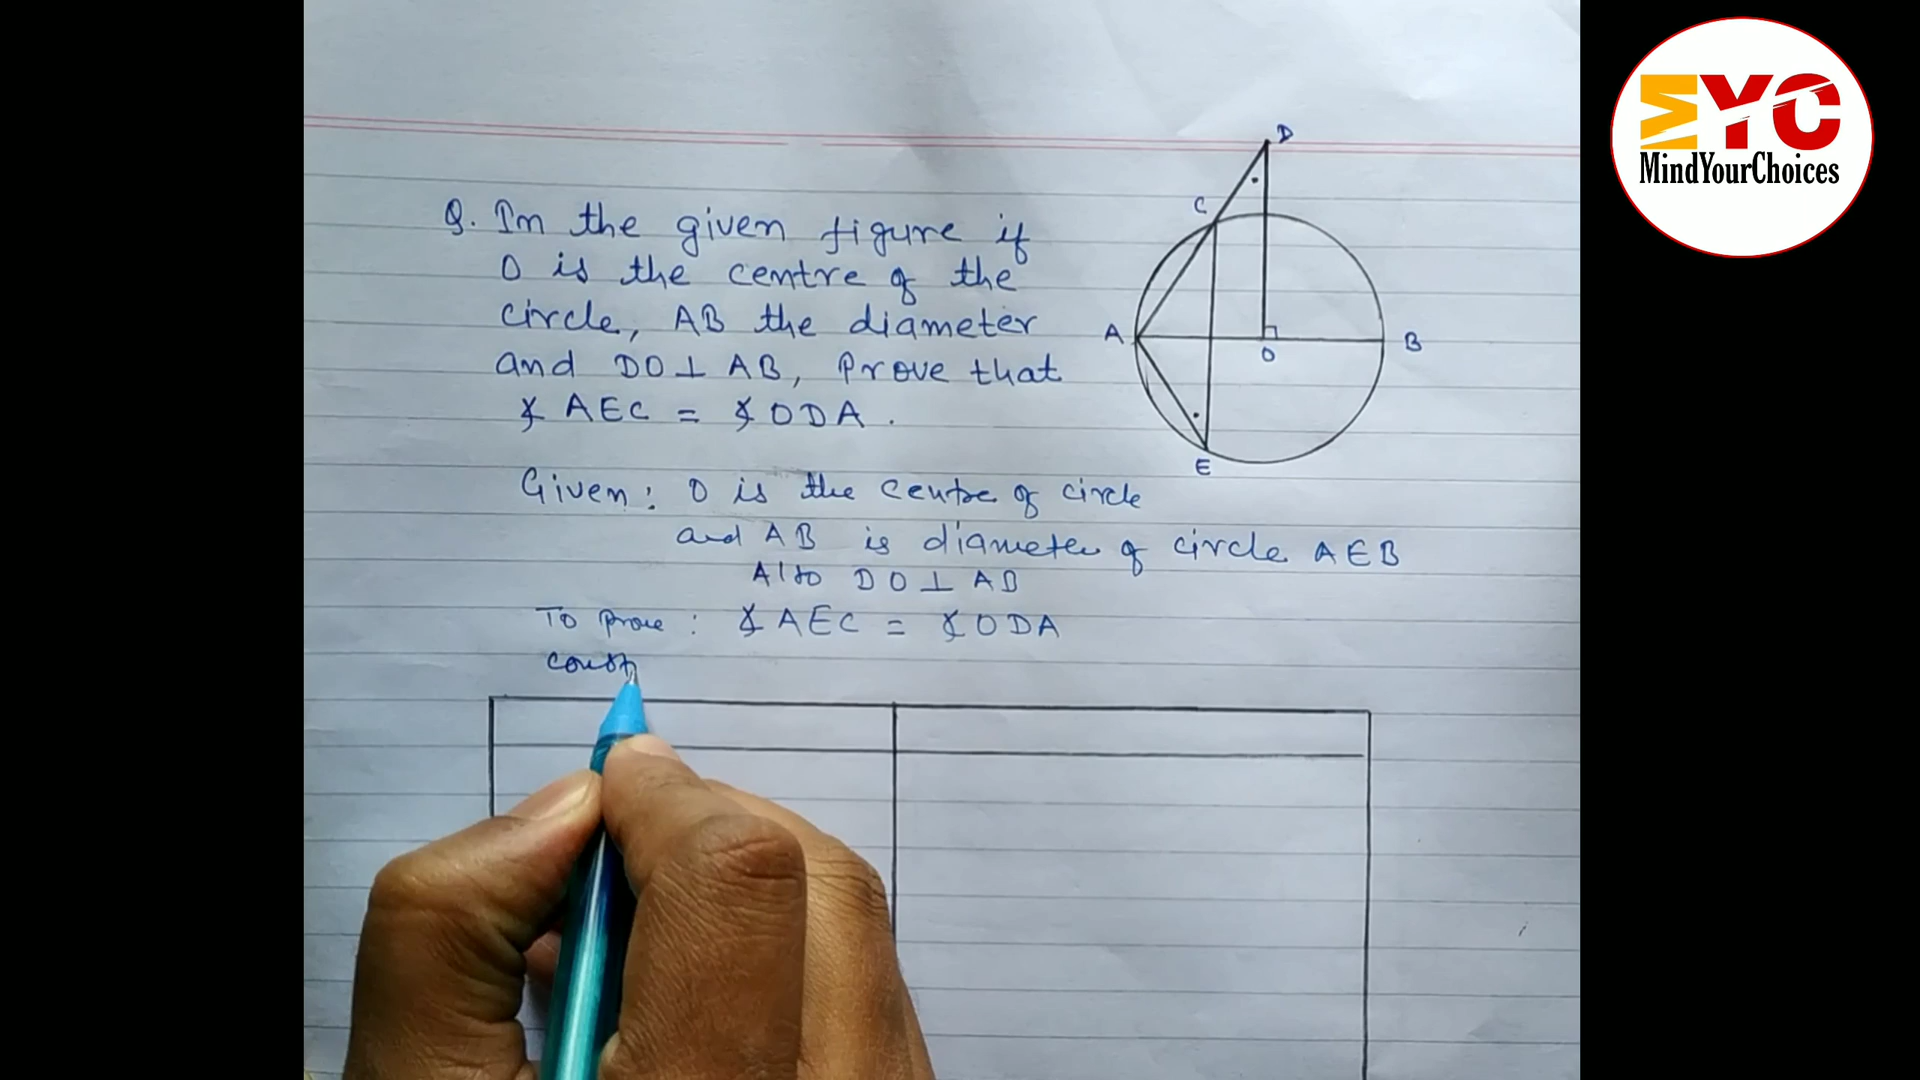 MYC
MindYourChoices
D
C
A
O
B
E
Q. In the given figure if
O is the centre of the
circle, AB the diameter
and DO⊥AB, Prove that
∡ AEC = ∡ ODA .
Given: O is the centre of circle
and AB is diameter of circle AEB
Also DO⊥AB
To prove : ∡AEC = ∡ODA
const